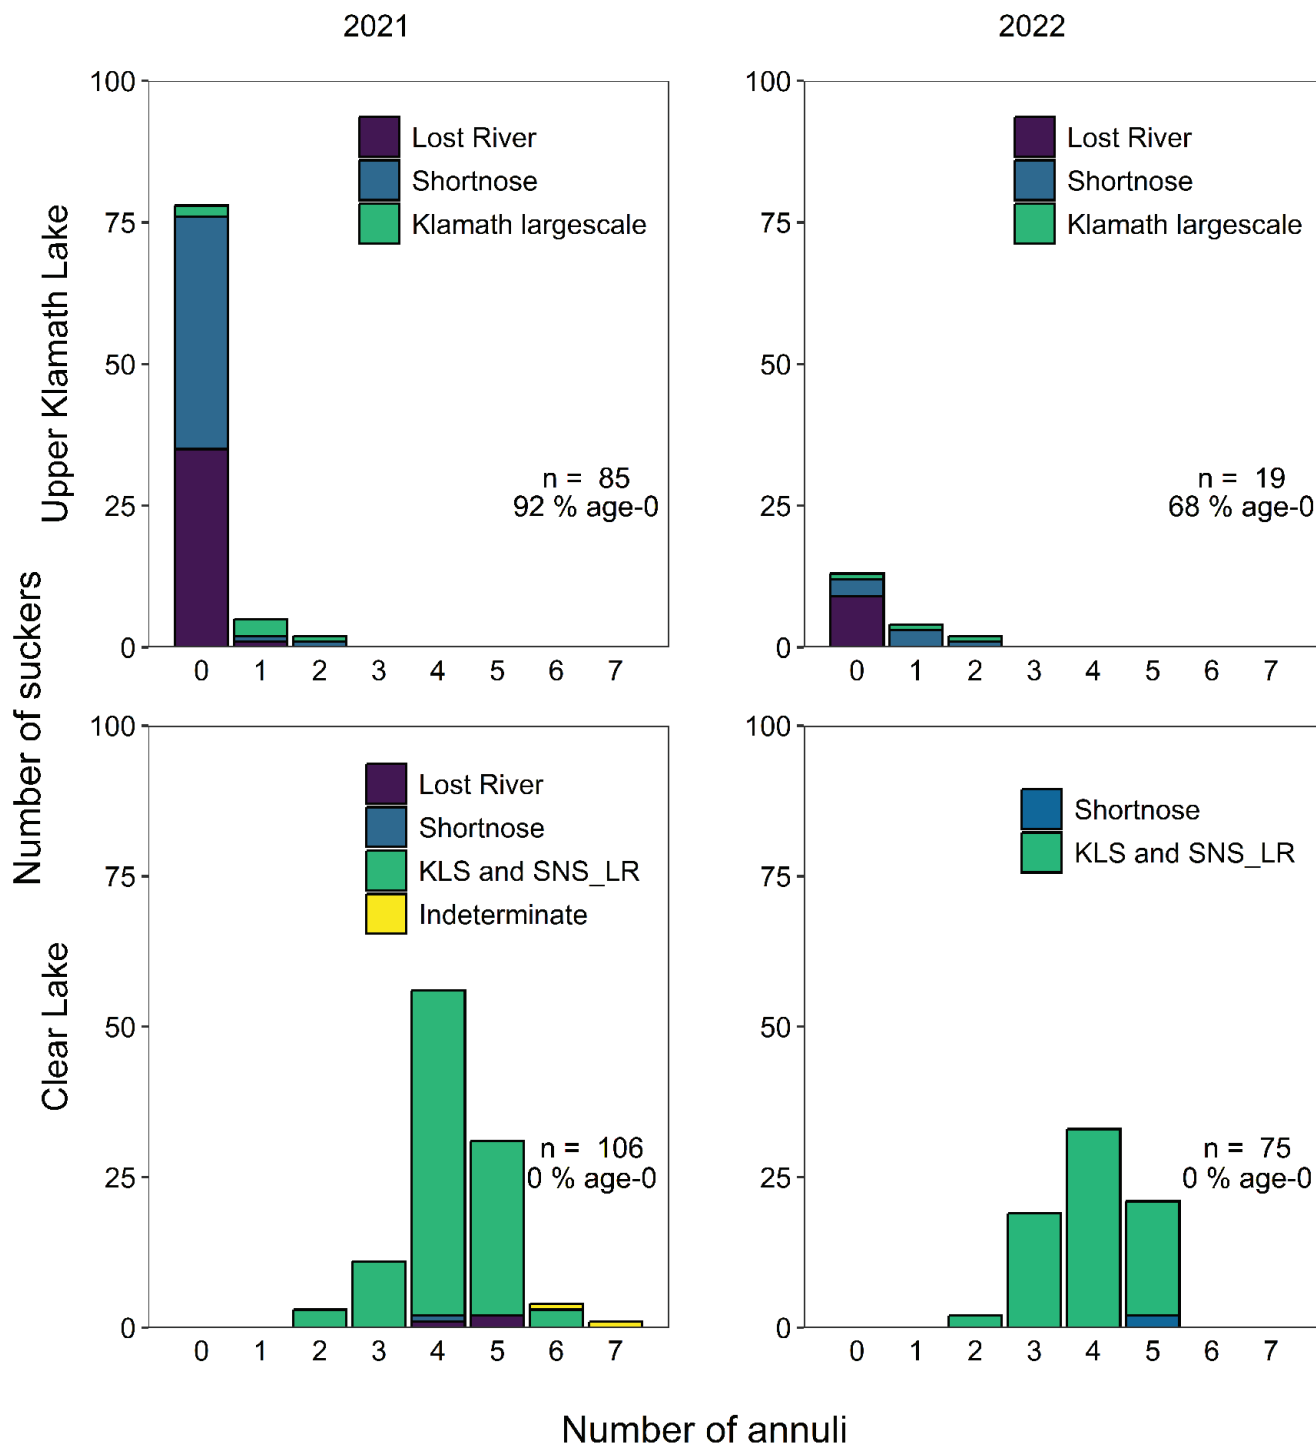 2021
2022
Upper Klamath Lake
Number of suckers
Clear Lake
100
75
50
25
0
Lost River
Shortnose
Klamath largescale
n = 85
92 % age-0
0 1 2 3 4 5 6 7
100
75
50
25
0
Lost River
Shortnose
Klamath largescale
n = 19
68 % age-0
0 1 2 3 4 5 6 7
100
75
50
25
0
Lost River
Shortnose
KLS and SNS_LR
Indeterminate
n = 106
0 % age-0
0 1 2 3 4 5 6 7
100
75
50
25
0
Shortnose
KLS and SNS_LR
n = 75
0 % age-0
0 1 2 3 4 5 6 7
Number of annuli